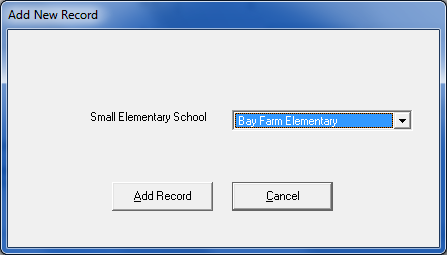 Add New Record
Small Elementary School
Bay Farm Elementary
Add Record
Cancel